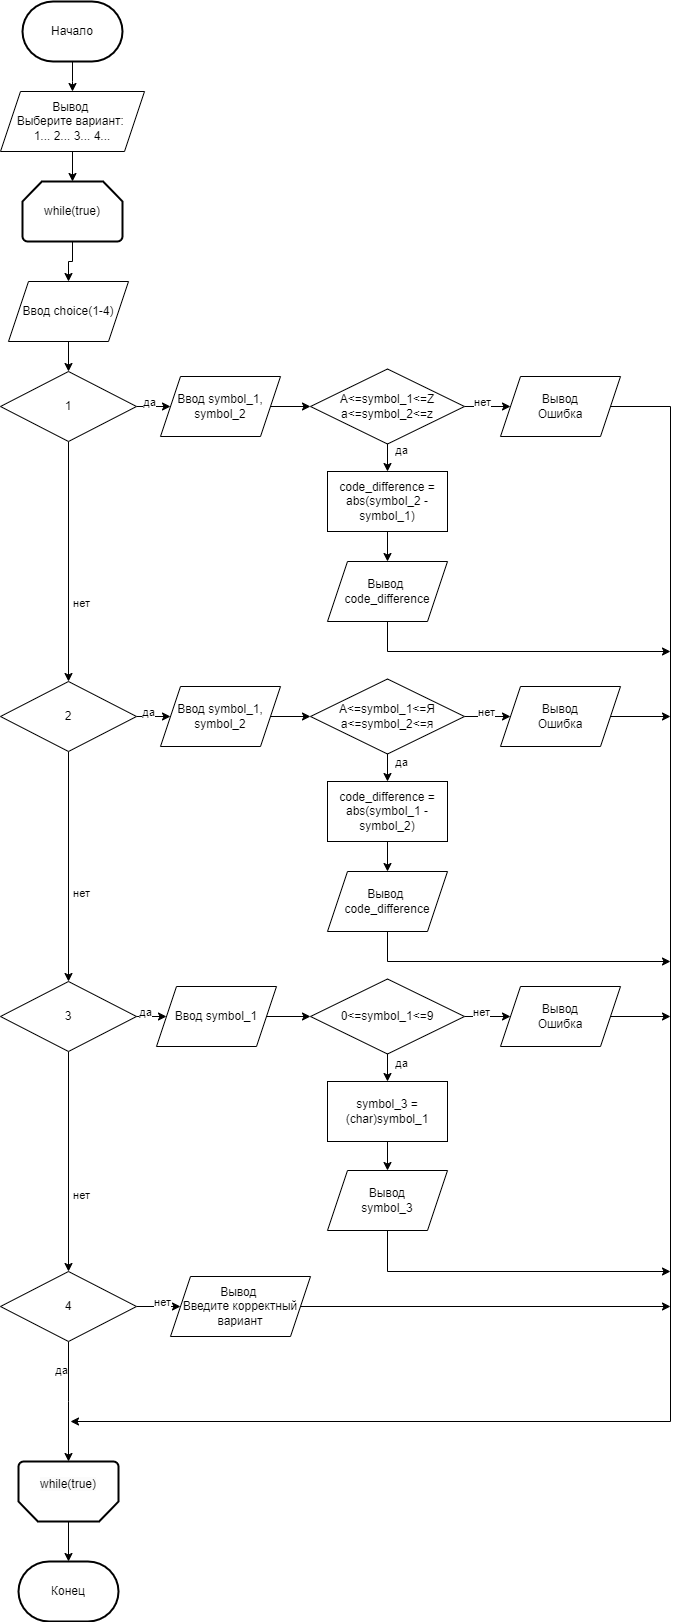 Начало
Вывод
Выберите вариант:
1... 2... 3... 4...
while(true)
Ввод choice(1-4)
1
да
Ввод symbol_1,
symbol_2
A<=symbol_1<=Z
a<=symbol_2<=z
нет
Вывод
Ошибка
да
code_difference =
abs(symbol_2 -
symbol_1)
Вывод
code_difference
нет
2
да
Ввод symbol_1,
symbol_2
А<=symbol_1<=Я
а<=symbol_2<=я
нет
Вывод
Ошибка
да
code_difference =
abs(symbol_1 -
symbol_2)
Вывод
code_difference
нет
3
да
Ввод symbol_1
0<=symbol_1<=9
нет
Вывод
Ошибка
да
symbol_3 =
(char)symbol_1
Вывод
symbol_3
нет
4
нет
Вывод
Введите корректный
вариант
да
while(true)
Конец